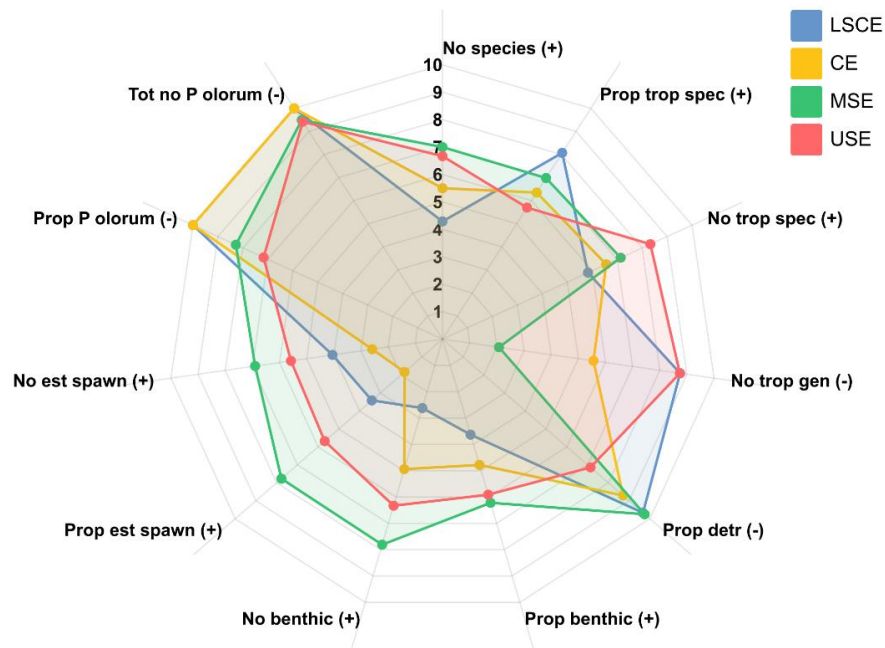 No species (+)
Prop trop spec (+)
No trop spec (+)
No trop gen (-)
Prop detr (-)
Prop benthic (+)
No benthic (+)
Prop est spawn (+)
No est spawn (+)
Prop P olorum (-)
Tot no P olorum (-)
10
9
8
7
6
5
4
3
2
1
LSCE
CE
MSE
USE